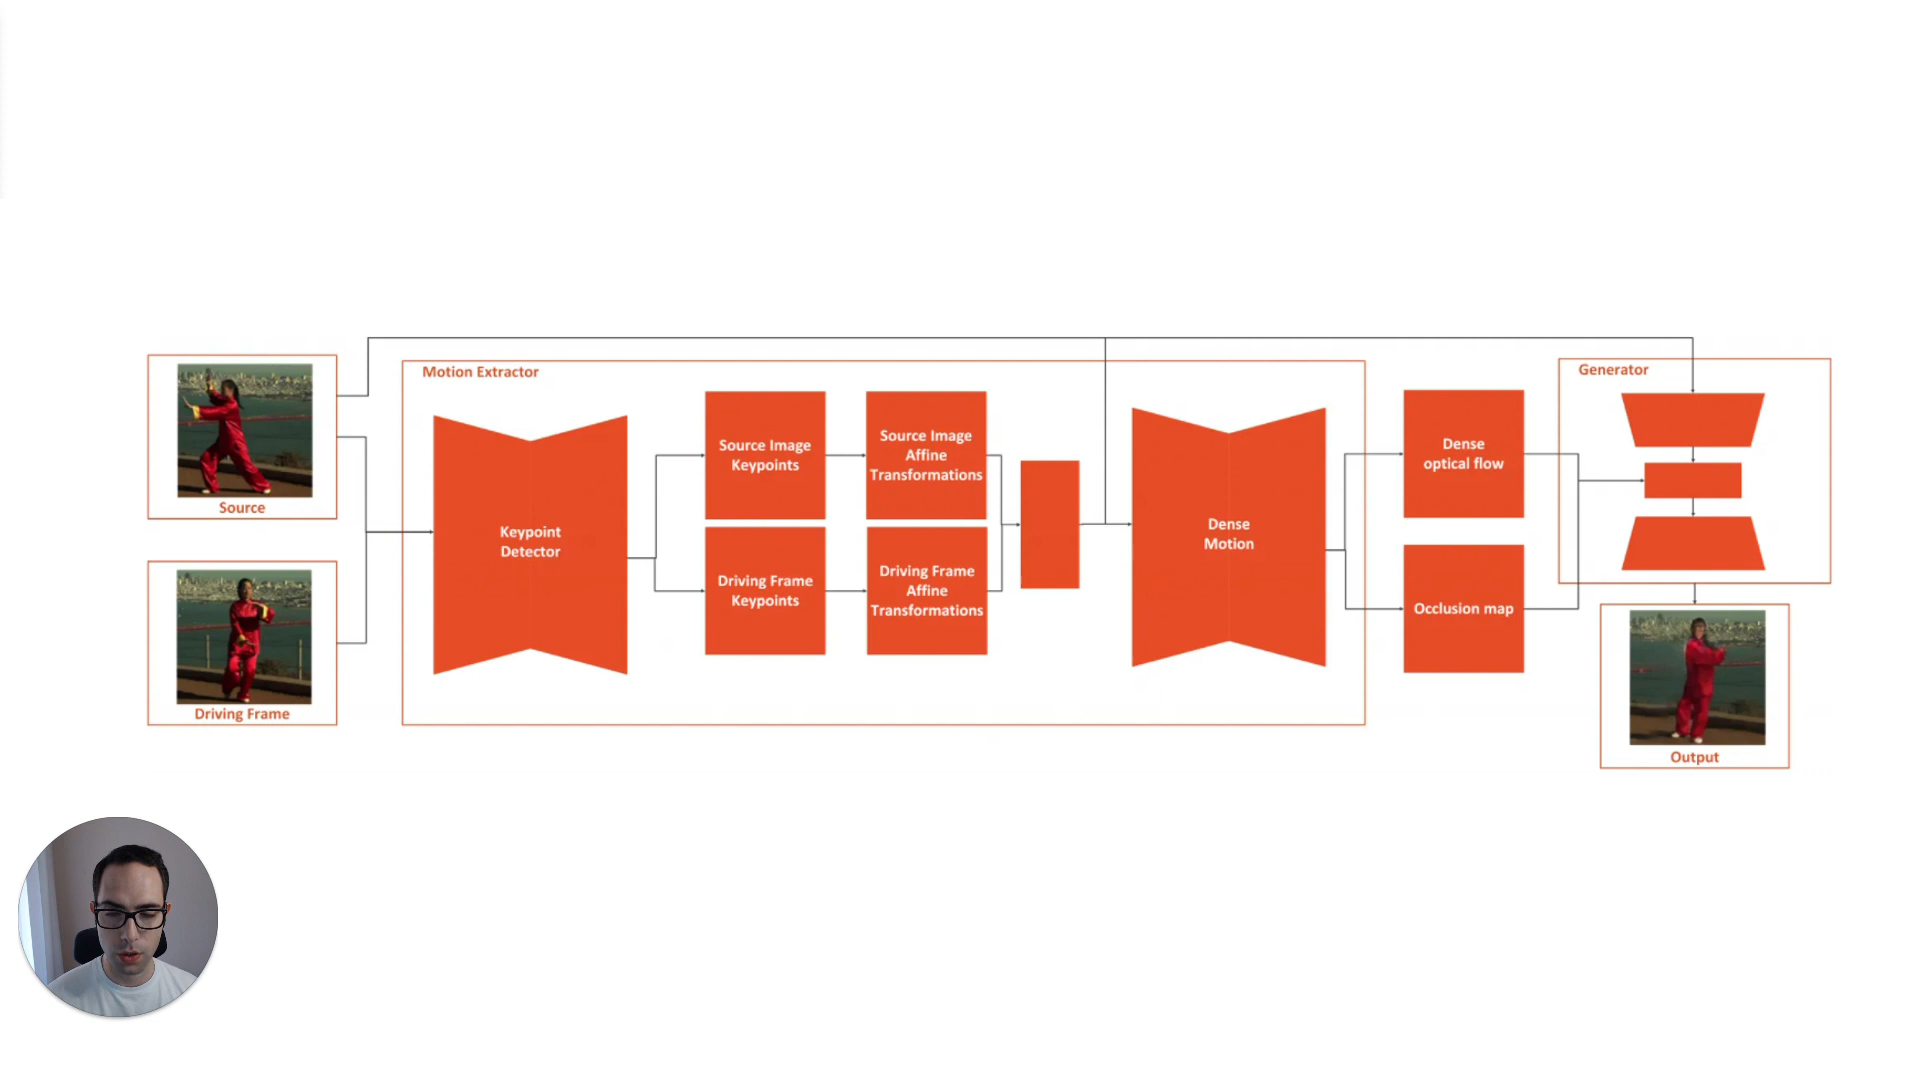 Source
Driving Frame
Motion Extractor
Keypoint
Detector
Source Image
Keypoints
Driving Frame
Keypoints
Source Image
Affine
Transformations
Driving Frame
Affine
Transformations
Dense
Motion
Dense
optical flow
Occlusion map
Generator
Output